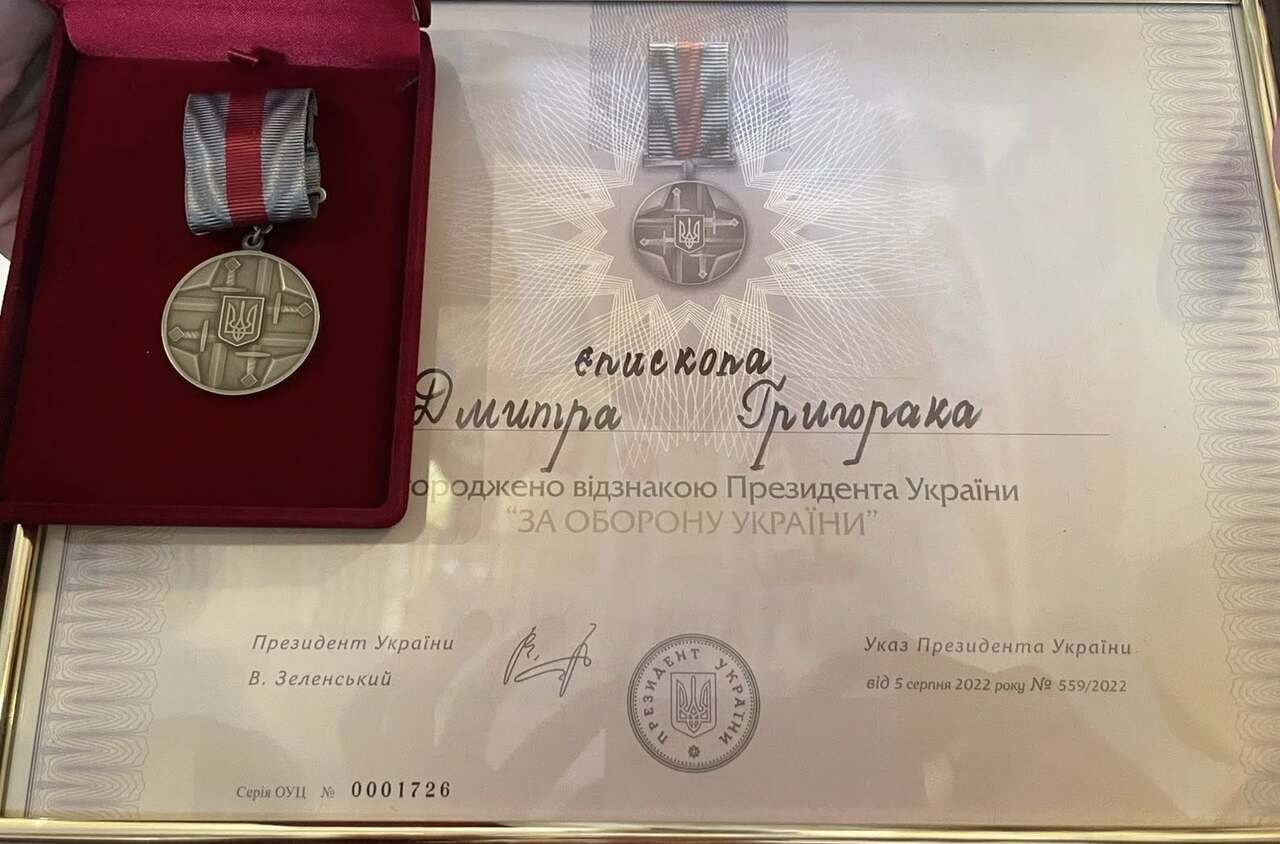 єпископа
Дмитра Григорака
городжено відзнакою Президента України
“ЗА ОБОРОНУ УКРАЇНИ”
Президент України
В. Зеленський
ПРЕЗИДЕНТ УКРАЇНИ
Указ Президента України
від 5 серпня 2022 року № 559/2022
Серія ОУЦ № 0001726